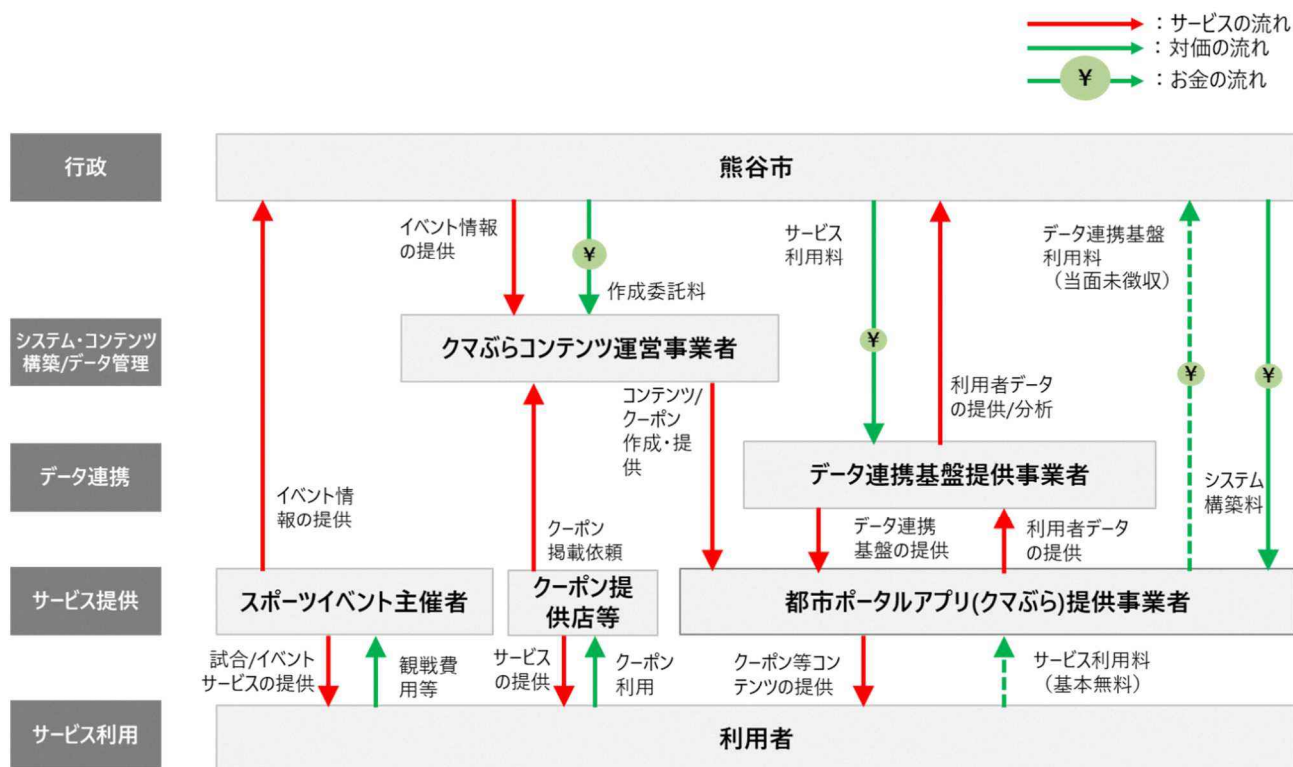 ：サービスの流れ
：対価の流れ
¥
：お金の流れ
行政
熊谷市
イベント情報
の提供
¥
作成委託料
サービス
利用料
データ連携基盤
利用料
（当面未徴収）
システム・コンテンツ
構築/データ管理
クマぶらコンテンツ運営事業者
¥
¥
¥
コンテンツ/
クーポン
作成・提
供
利用者データ
の提供/分析
データ連携
データ連携基盤提供事業者
イベント情
報の提供
クーポン
掲載依頼
データ連携
基盤の提供
利用者データ
の提供
システム
構築料
サービス提供
スポーツイベント主催者
クーポン提
供店等
都市ポータルアプリ(クマぶら)提供事業者
試合/イベント
サービスの提供
観戦費
用等
サービス
の提供
クーポン
利用
クーポン等コン
テンツの提供
サービス利用料
（基本無料）
サービス利用
利用者